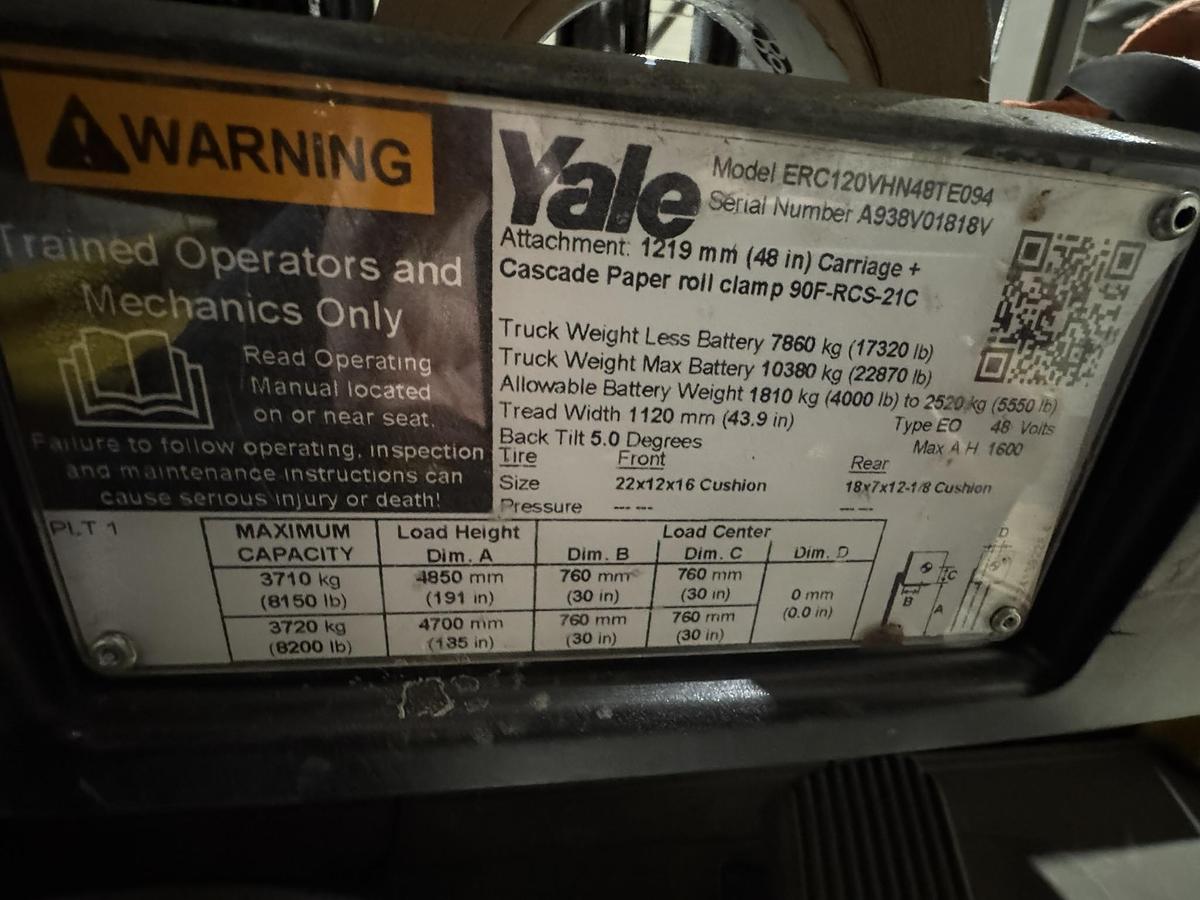 WARNING
Trained Operators and
Mechanics Only
Read Operating
Manual located
on or near seat.
Failure to follow operating, inspection
and maintenance instructions can
cause serious injury or death!
Yale
Model ERC120VHN48TE094
Serial Number A938V01818V
Attachment: 1219 mm (48 in) Carriage +
Cascade Paper roll clamp 90F-RCS-21C
Truck Weight Less Battery 7860 kg (17320 lb)
Truck Weight Max Battery 10380 kg (22870 lb)
Allowable Battery Weight 1810 kg (4000 lb) to 2520 kg (5550 lb)
Tread Width 1120 mm (43.9 in) Type EO 48 Volts
Back Tilt 5.0 Degrees Max A H 1600
Tire Front Rear
Size 22x12x16 Cushion 18x7x12-1/8 Cushion
Pressure --- --- --- ---
PLT 1
MAXIMUM CAPACITY Load Height Dim. A Load Center Dim. B Dim. C Dim. D
3710 kg 4850 mm 760 mm 760 mm 0 mm
(8150 lb) (191 in) (30 in) (30 in) (0.0 in)
3720 kg 4700 mm 760 mm 760 mm
(8200 lb) (185 in) (30 in) (30 in)
D
C
B A